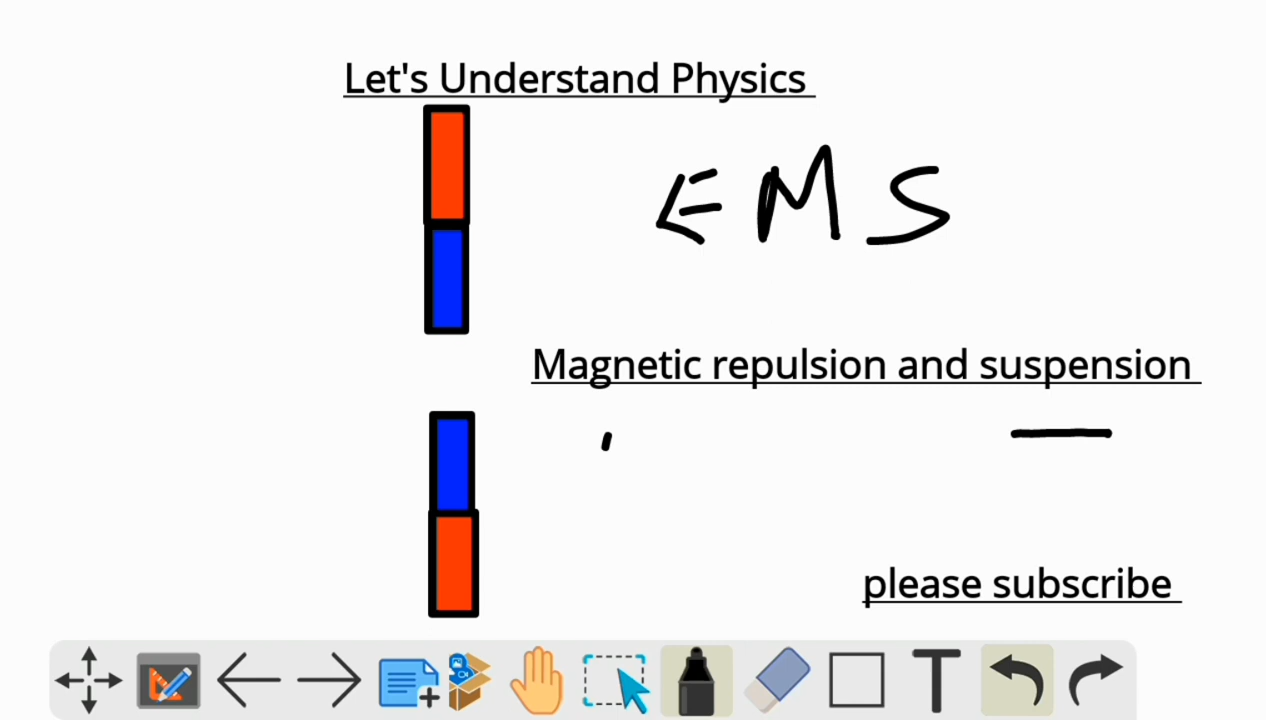 Let's Understand Physics
EMS
Magnetic repulsion and suspension
please subscribe
T